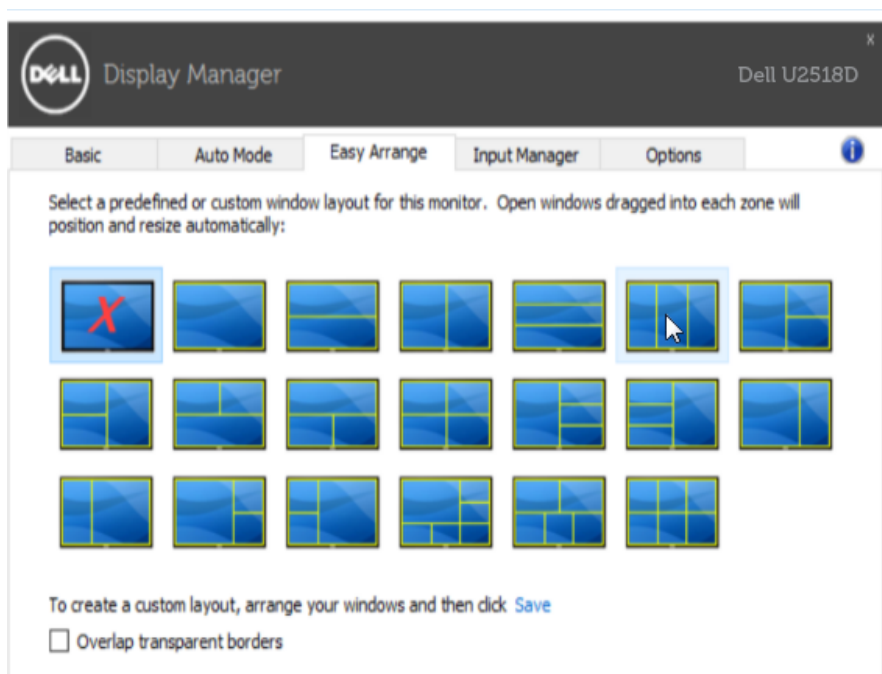 x
DELL Display Manager Dell U2518D
Basic Auto Mode Easy Arrange Input Manager Options i
Select a predefined or custom window layout for this monitor. Open windows dragged into each zone will
position and resize automatically:
X
To create a custom layout, arrange your windows and then click Save
Overlap transparent borders